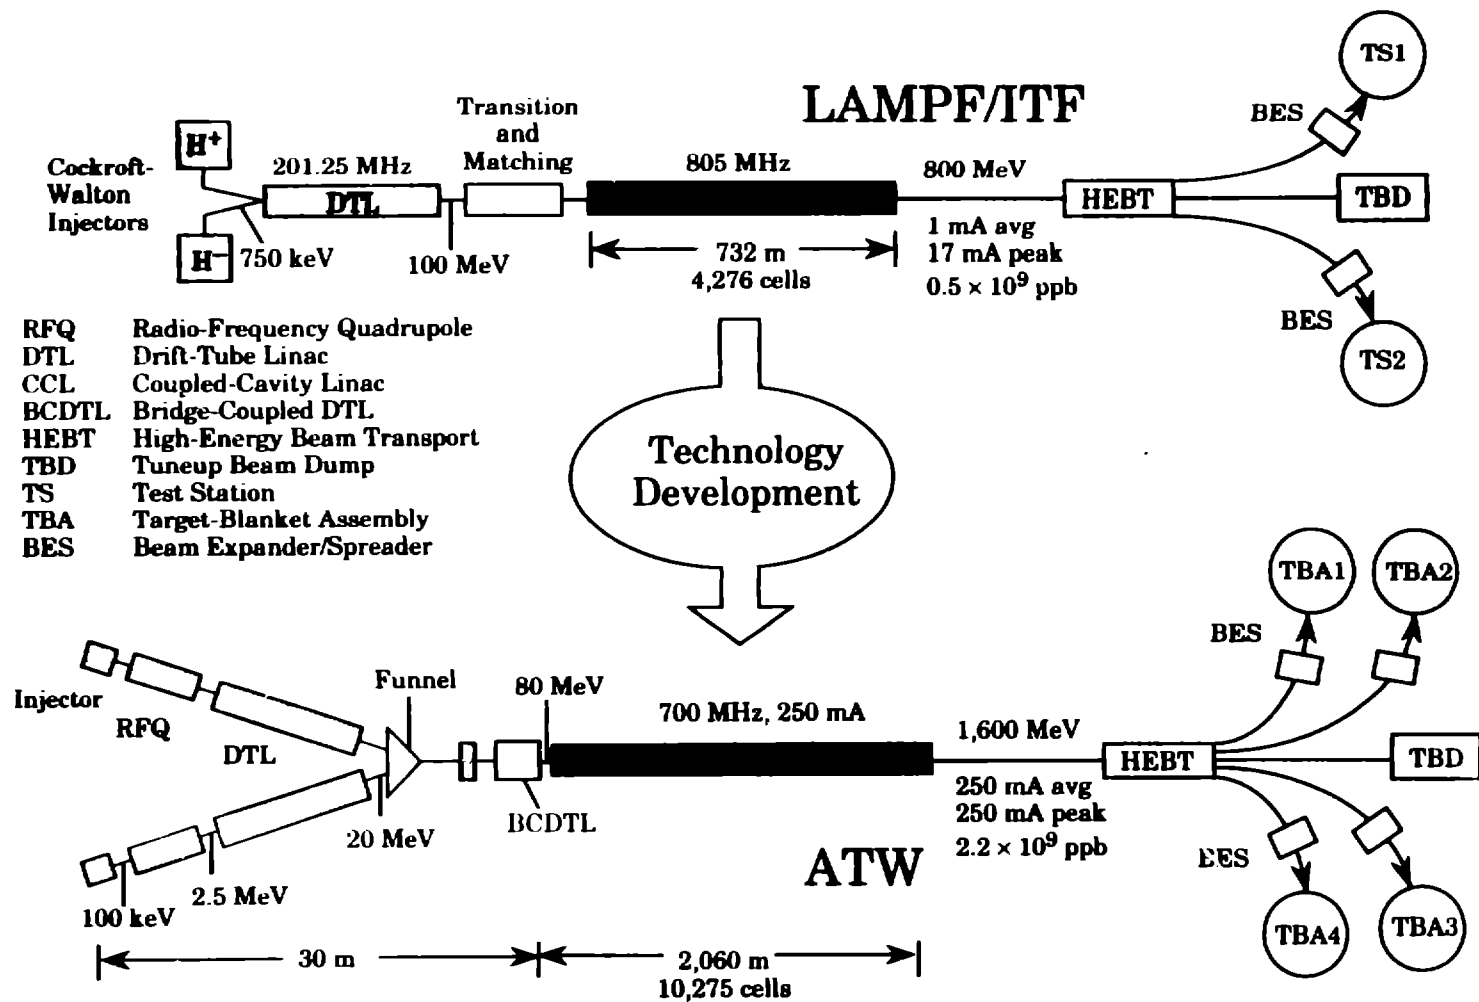 LAMPF/ITF
Cockroft-
Walton
Injectors
H+
H−
750 keV
201.25 MHz
DTL
100 MeV
Transition
and
Matching
805 MHz
732 m
4,276 cells
800 MeV
1 mA avg
17 mA peak
0.5 × 10⁹ ppb
HEBT
BES
TS1
TBD
BES
TS2
RFQ Radio-Frequency Quadrupole
DTL Drift-Tube Linac
CCL Coupled-Cavity Linac
BCDTL Bridge-Coupled DTL
HEBT High-Energy Beam Transport
TBD Tuneup Beam Dump
TS Test Station
TBA Target-Blanket Assembly
BES Beam Expander/Spreader
Technology
Development
Injector
RFQ
DTL
Funnel
100 keV
2.5 MeV
20 MeV
80 MeV
BCDTL
700 MHz, 250 mA
1,600 MeV
250 mA avg
250 mA peak
2.2 × 10⁹ ppb
ATW
HEBT
BES
TBA1
TBA2
TBD
BES
TBA4
TBA3
30 m
2,060 m
10,275 cells